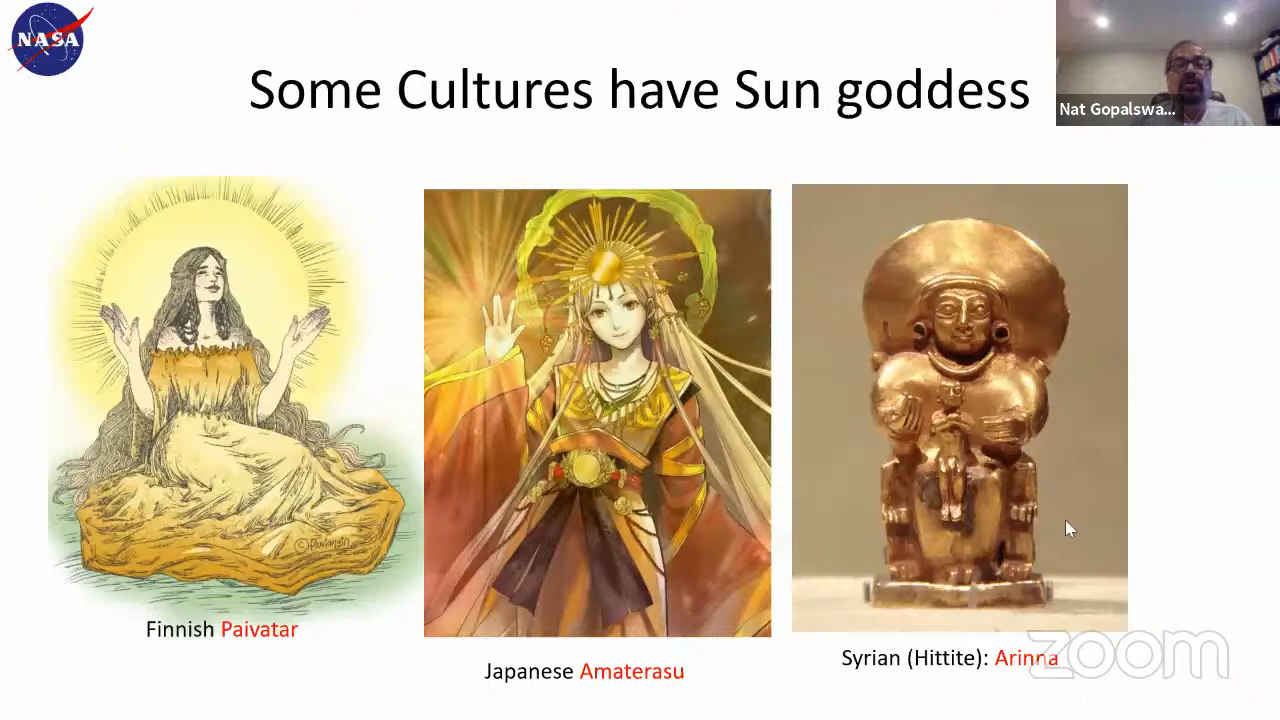 NASA
Some Cultures have Sun goddess
Nat Gopalswa...
Finnish Paivatar
Japanese Amaterasu
Syrian (Hittite): Arinna
zoom